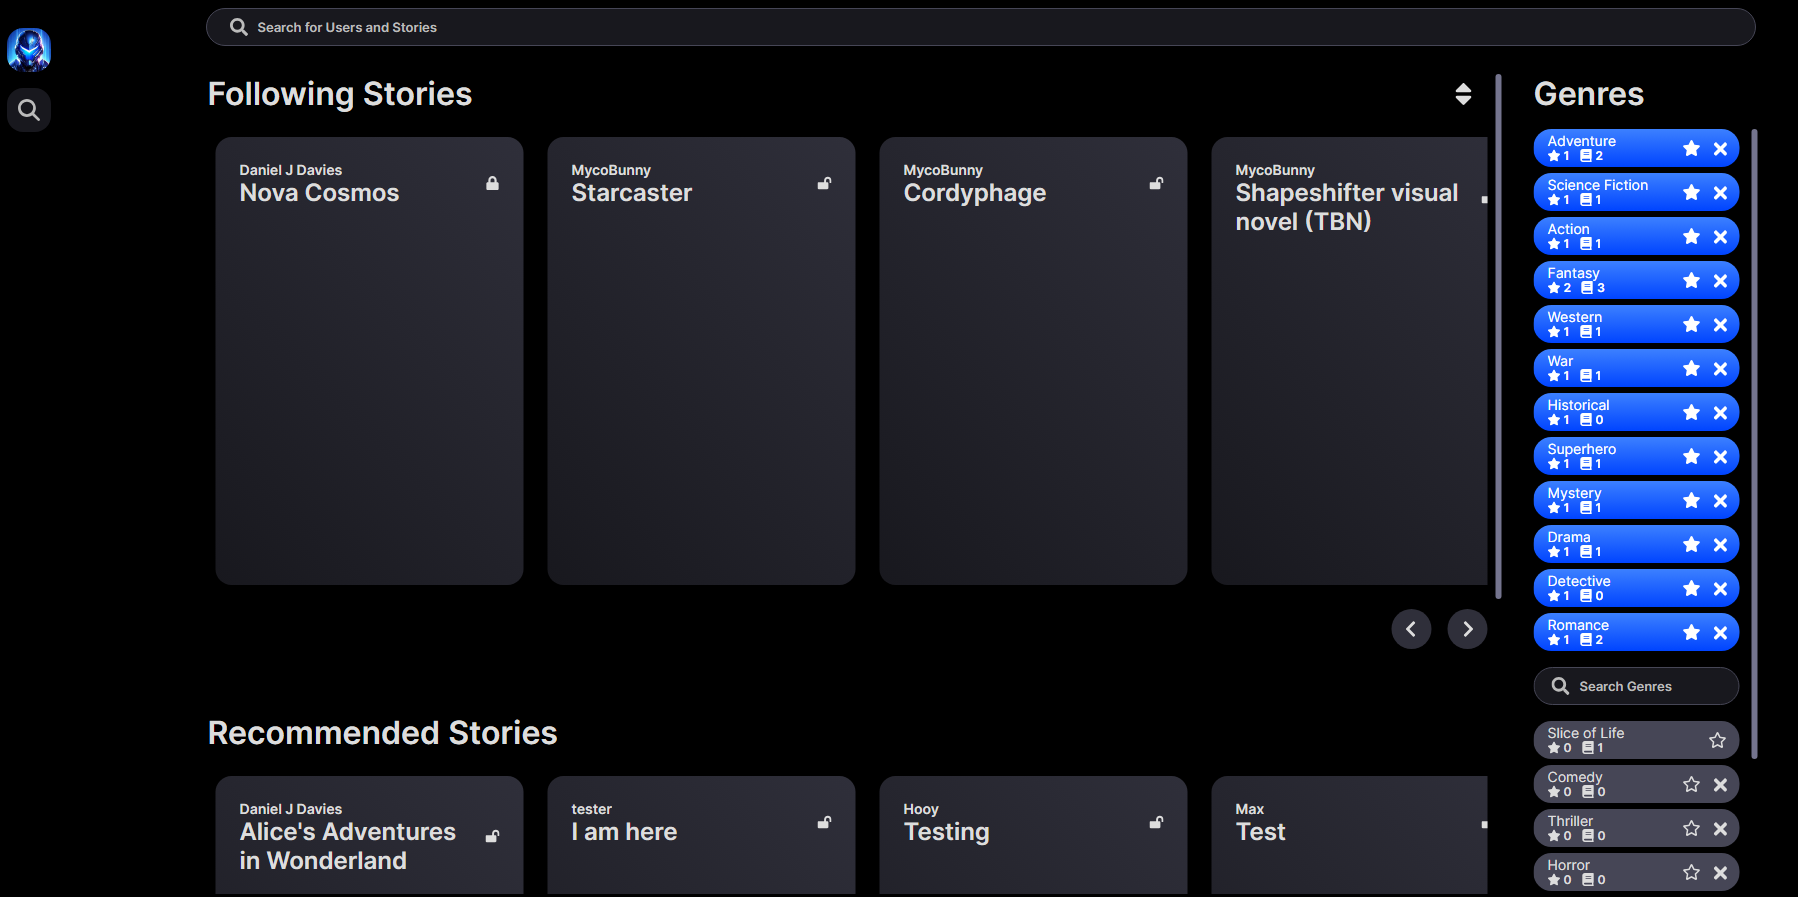 Search for Users and Stories
Following Stories
Daniel J Davies
Nova Cosmos
MycoBunny
Starcaster
MycoBunny
Cordyphage
MycoBunny
Shapeshifter visual
novel (TBN)
Recommended Stories
Daniel J Davies
Alice's Adventures
in Wonderland
tester
I am here
Hooy
Testing
Max
Test
Genres
Adventure
1 2
Science Fiction
1 1
Action
1 1
Fantasy
2 3
Western
1 1
War
1 1
Historical
1 0
Superhero
1 1
Mystery
1 1
Drama
1 1
Detective
1 0
Romance
1 2
Search Genres
Slice of Life
0 1
Comedy
0 0
Thriller
0 0
Horror
0 0